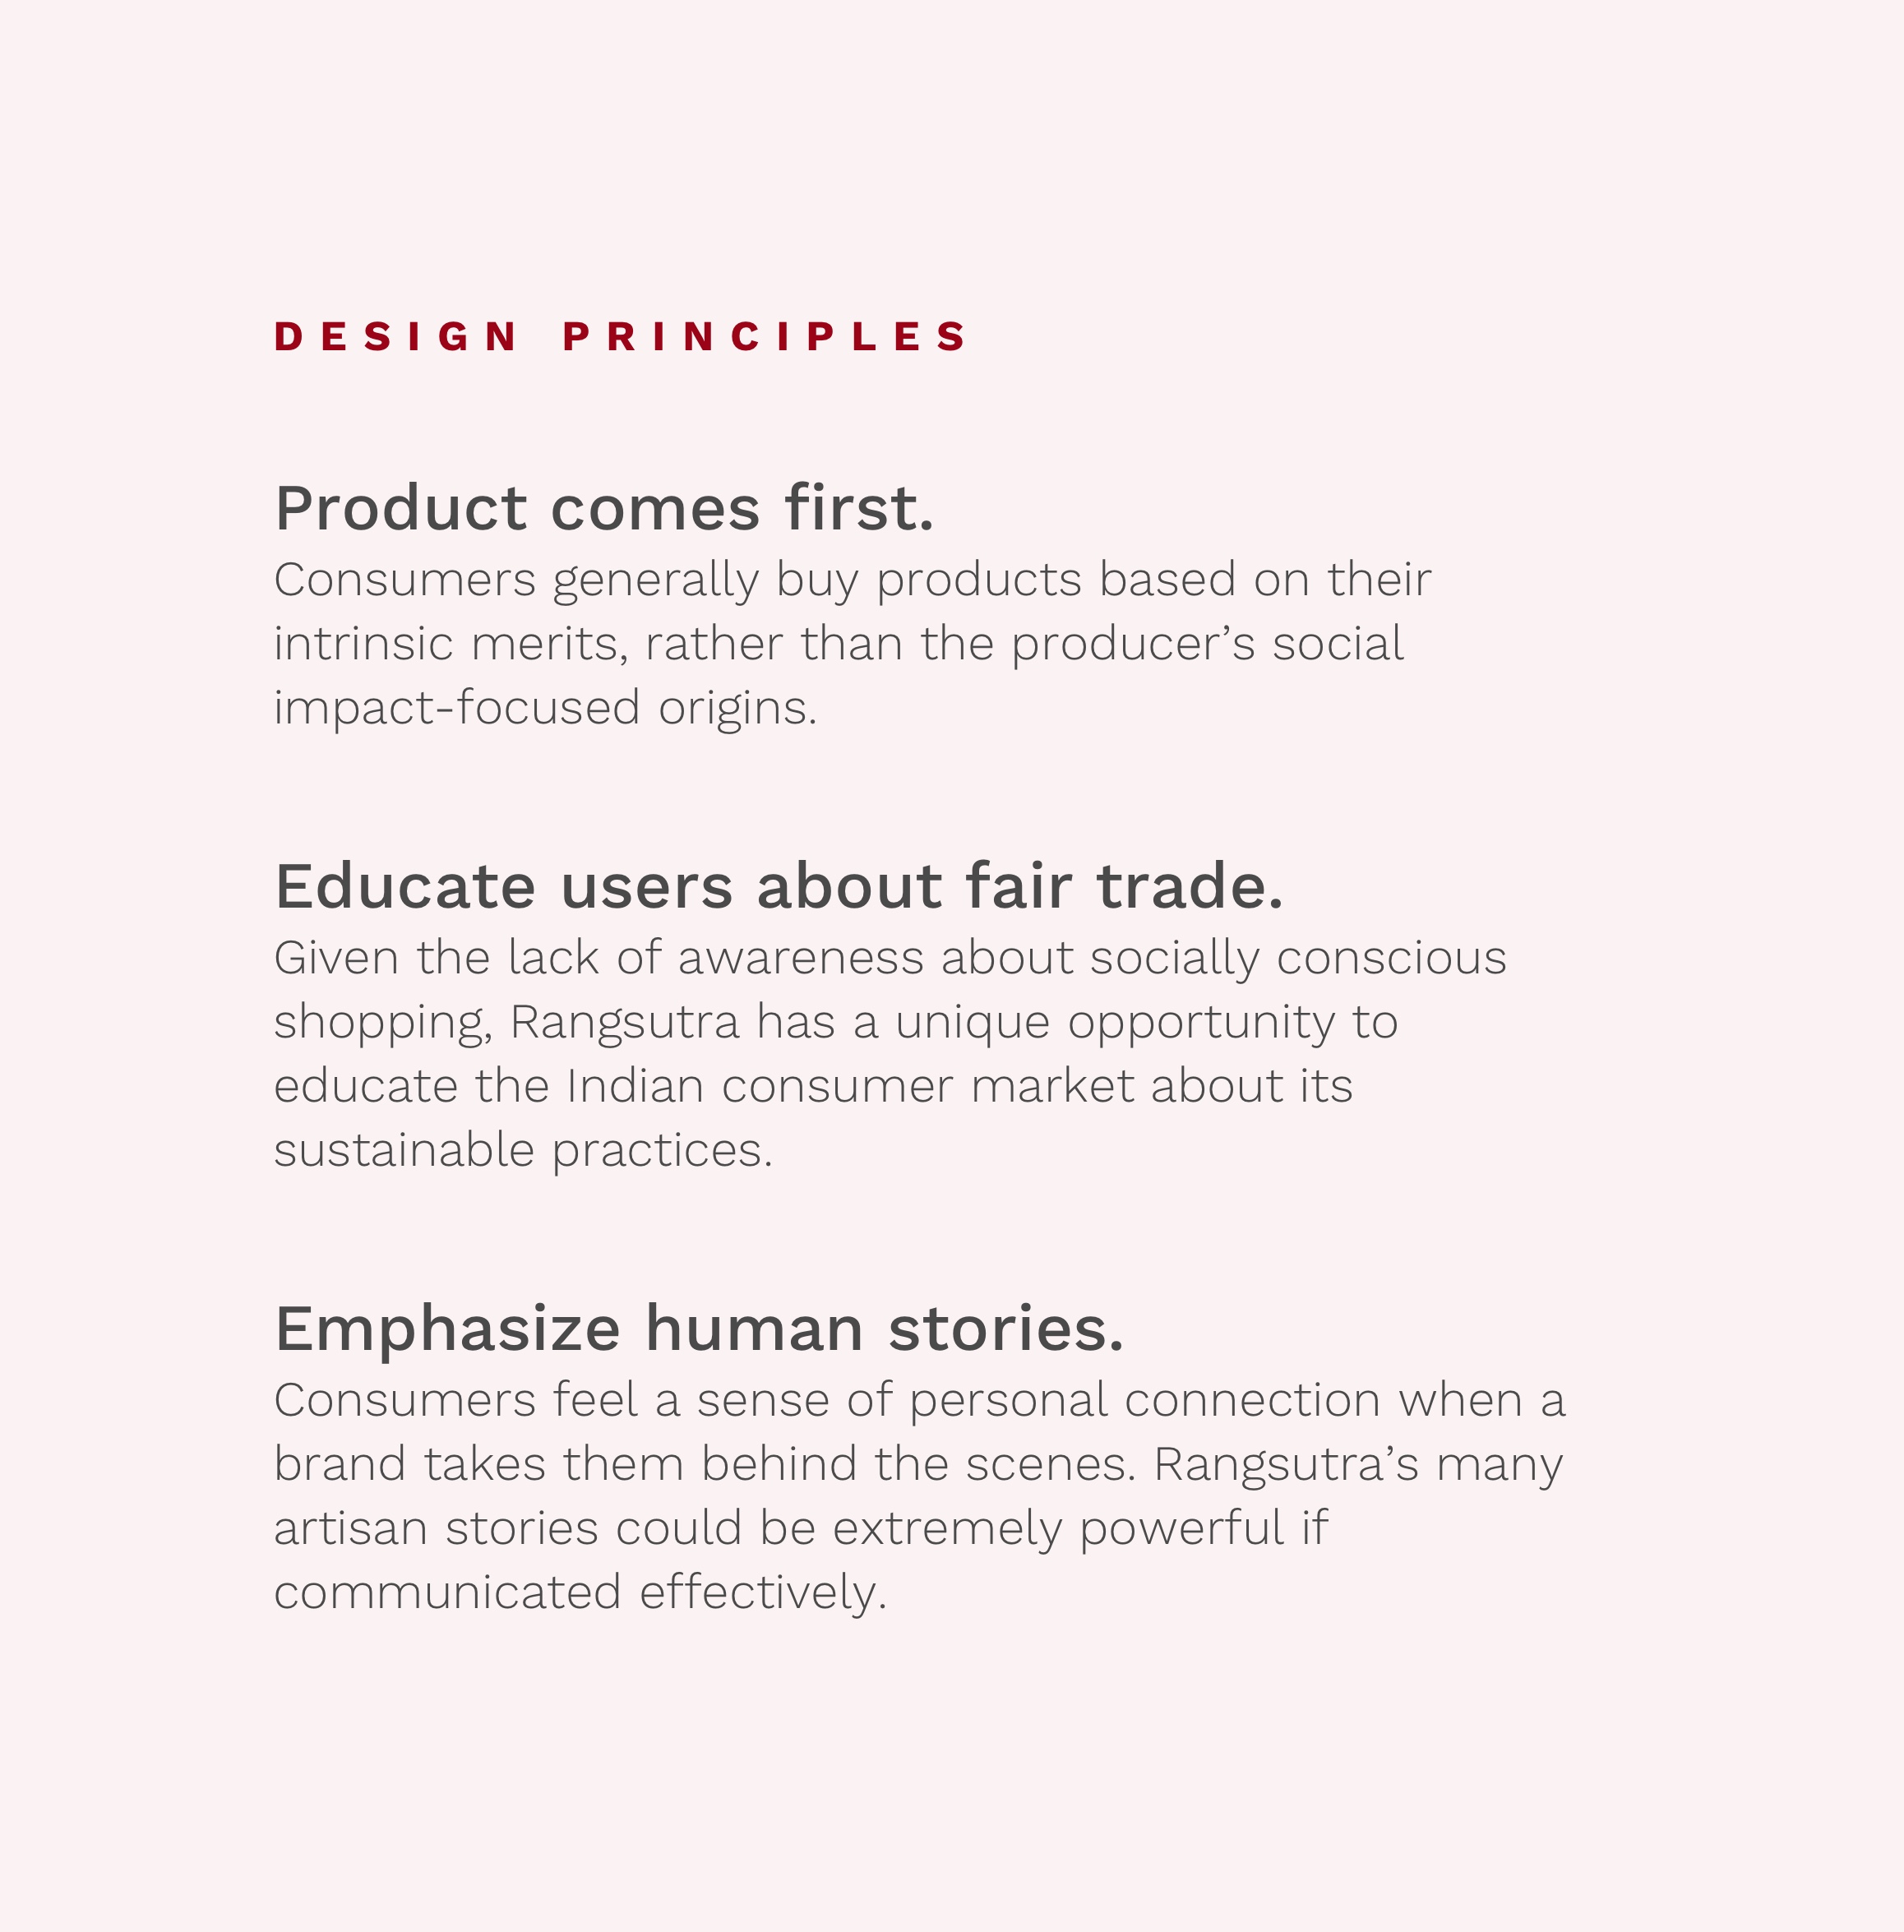 DESIGN PRINCIPLES
Product comes first.
Consumers generally buy products based on their
intrinsic merits, rather than the producer’s social
impact-focused origins.
Educate users about fair trade.
Given the lack of awareness about socially conscious
shopping, Rangsutra has a unique opportunity to
educate the Indian consumer market about its
sustainable practices.
Emphasize human stories.
Consumers feel a sense of personal connection when a
brand takes them behind the scenes. Rangsutra’s many
artisan stories could be extremely powerful if
communicated effectively.